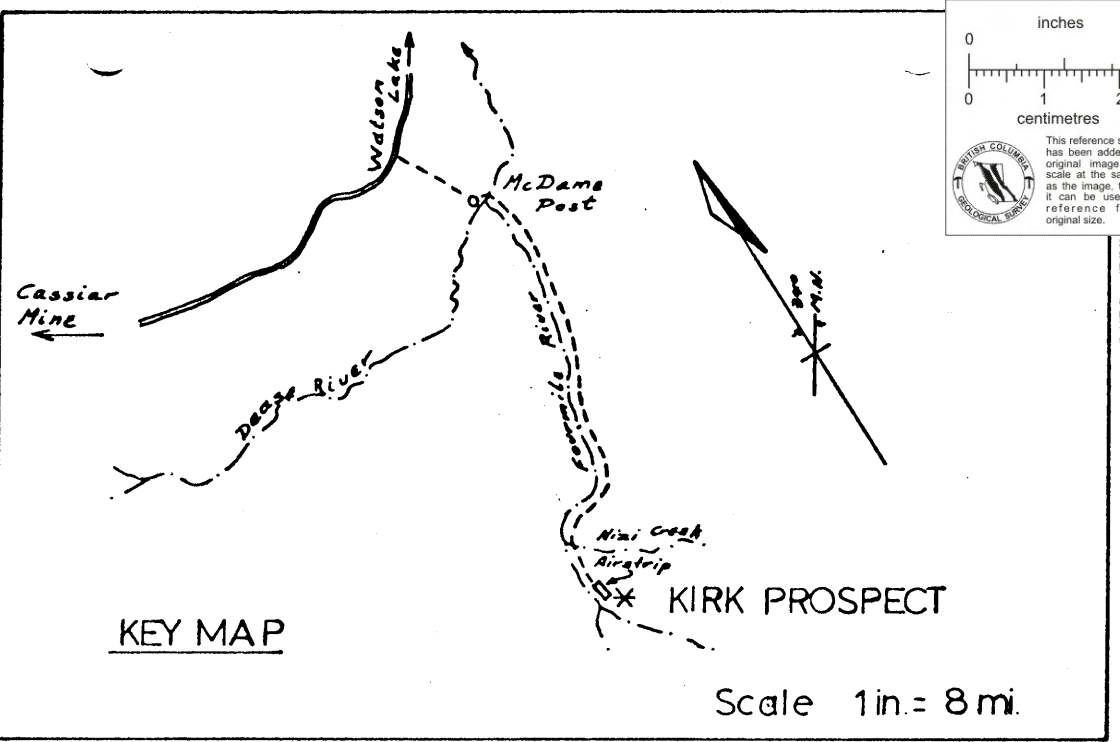 inches
0
0 1 2
centimetres
This reference s
has been adde
original image
scale at the sa
as the image,
it can be use
reference f
original size.
BRITISH COLUMBIA
GEOLOGICAL SURVEY
Watson
Lake
McDame
Post
Cassiar
Mine
Dease River
Fourmile River
M.N.
Nizi Creek
Airstrip
KIRK PROSPECT
KEY MAP
Scale 1 in. = 8 mi.